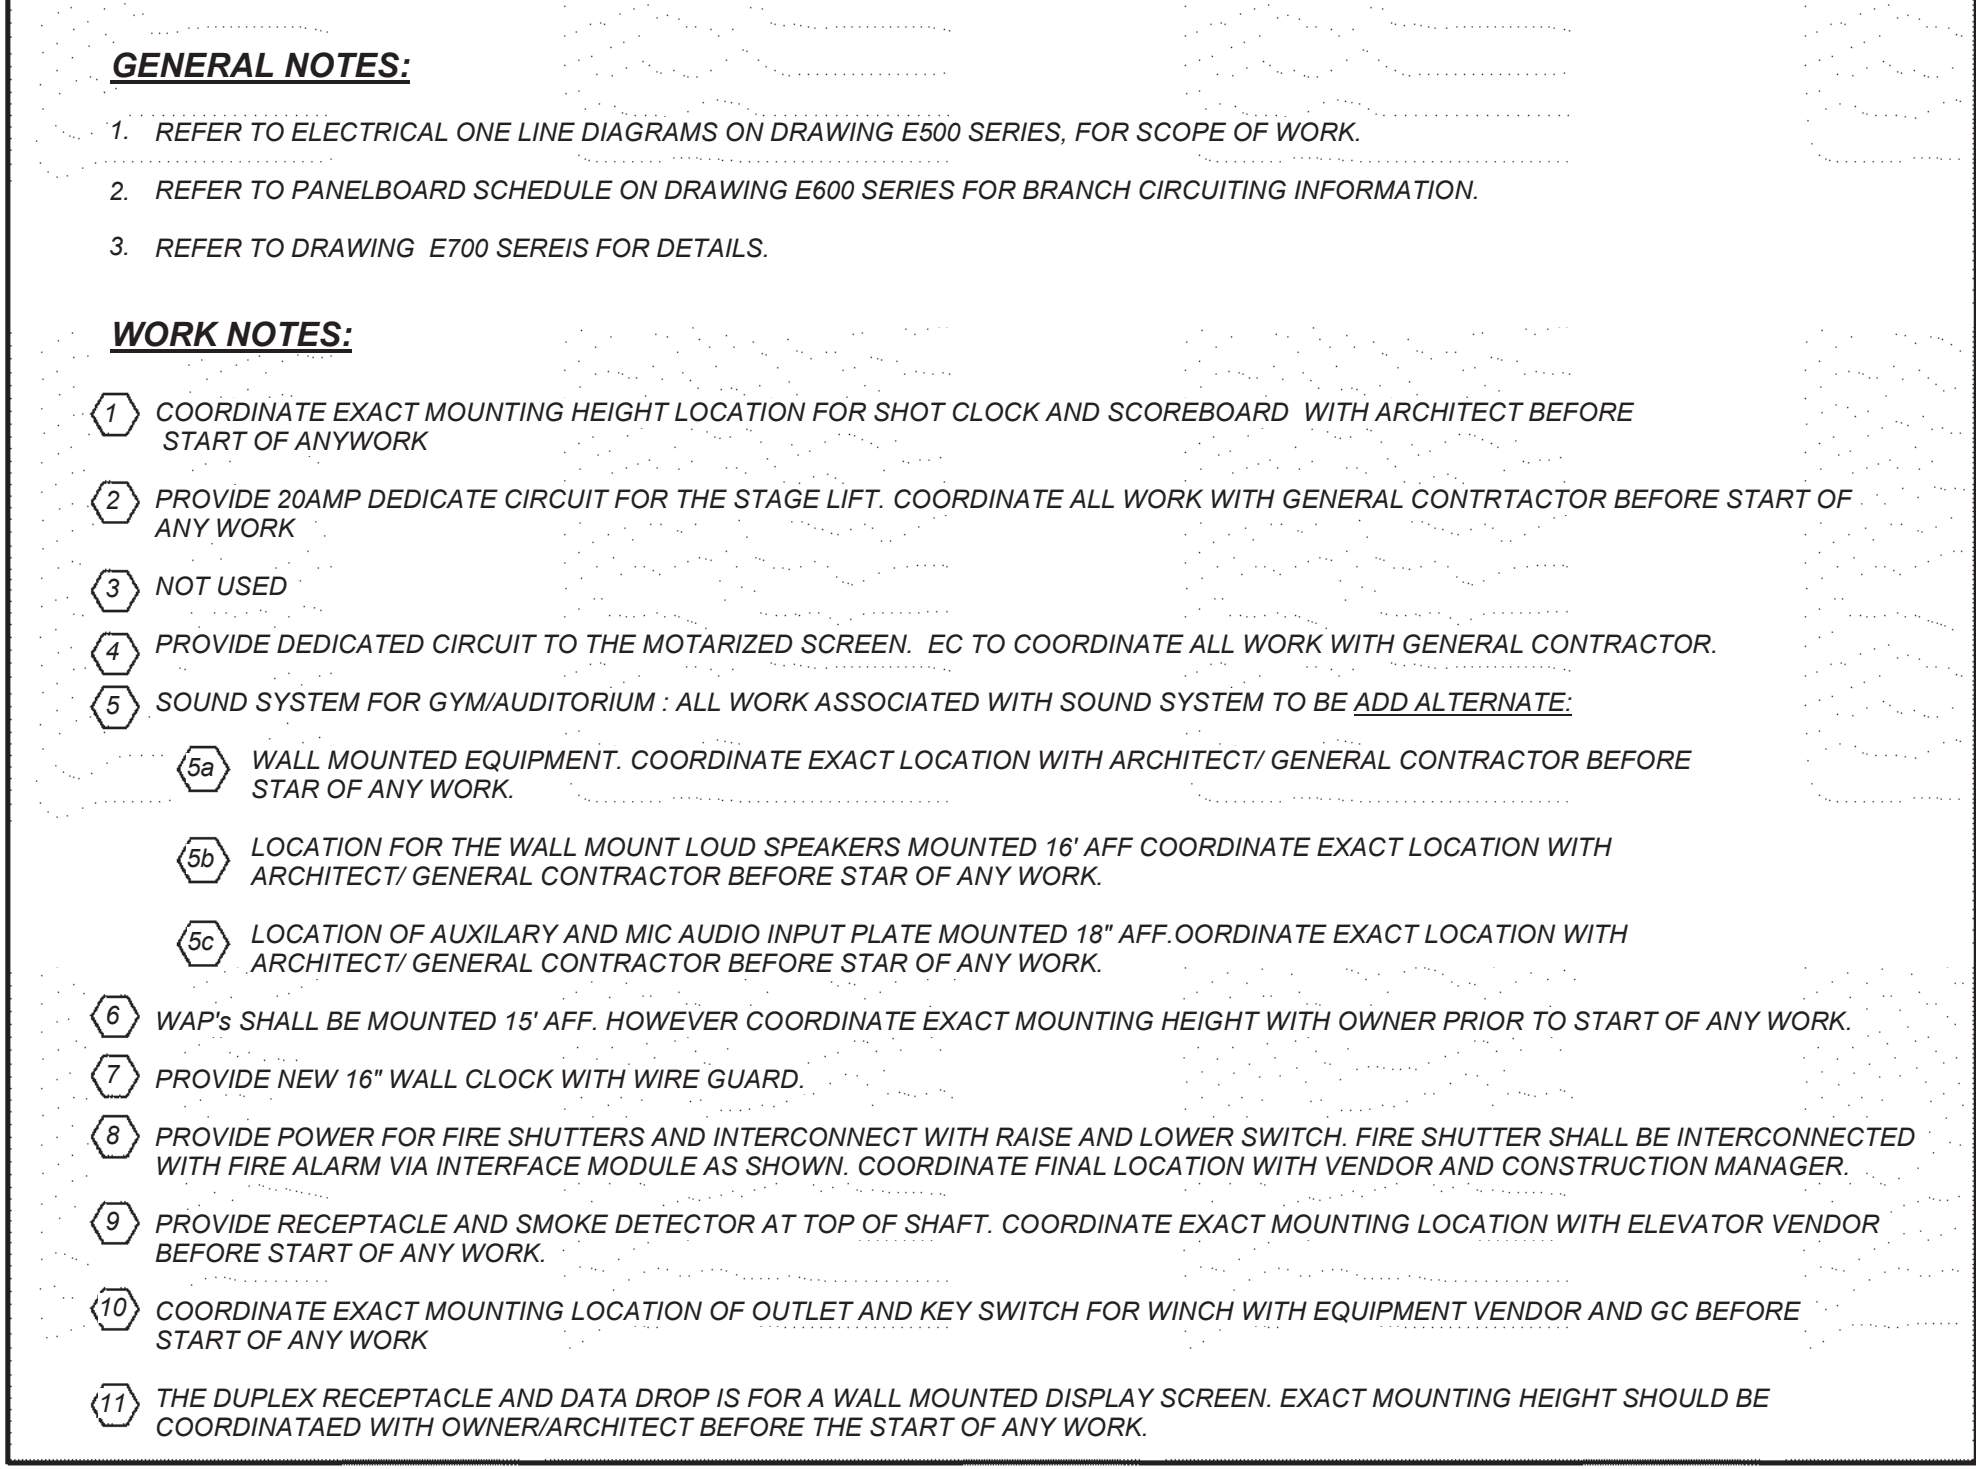 GENERAL NOTES:
1. REFER TO ELECTRICAL ONE LINE DIAGRAMS ON DRAWING E500 SERIES, FOR SCOPE OF WORK.
2. REFER TO PANELBOARD SCHEDULE ON DRAWING E600 SERIES FOR BRANCH CIRCUITING INFORMATION.
3. REFER TO DRAWING E700 SEREIS FOR DETAILS.
WORK NOTES:
1 COORDINATE EXACT MOUNTING HEIGHT LOCATION FOR SHOT CLOCK AND SCOREBOARD WITH ARCHITECT BEFORE
START OF ANYWORK
2 PROVIDE 20AMP DEDICATE CIRCUIT FOR THE STAGE LIFT. COORDINATE ALL WORK WITH GENERAL CONTRTACTOR BEFORE START OF
ANY WORK
3 NOT USED
4 PROVIDE DEDICATED CIRCUIT TO THE MOTARIZED SCREEN. EC TO COORDINATE ALL WORK WITH GENERAL CONTRACTOR.
5 SOUND SYSTEM FOR GYM/AUDITORIUM : ALL WORK ASSOCIATED WITH SOUND SYSTEM TO BE ADD ALTERNATE:
5a WALL MOUNTED EQUIPMENT. COORDINATE EXACT LOCATION WITH ARCHITECT/ GENERAL CONTRACTOR BEFORE
STAR OF ANY WORK.
5b LOCATION FOR THE WALL MOUNT LOUD SPEAKERS MOUNTED 16' AFF COORDINATE EXACT LOCATION WITH
ARCHITECT/ GENERAL CONTRACTOR BEFORE STAR OF ANY WORK.
5c LOCATION OF AUXILARY AND MIC AUDIO INPUT PLATE MOUNTED 18" AFF.OORDINATE EXACT LOCATION WITH
ARCHITECT/ GENERAL CONTRACTOR BEFORE STAR OF ANY WORK.
6 WAP's SHALL BE MOUNTED 15' AFF. HOWEVER COORDINATE EXACT MOUNTING HEIGHT WITH OWNER PRIOR TO START OF ANY WORK.
7 PROVIDE NEW 16" WALL CLOCK WITH WIRE GUARD.
8 PROVIDE POWER FOR FIRE SHUTTERS AND INTERCONNECT WITH RAISE AND LOWER SWITCH. FIRE SHUTTER SHALL BE INTERCONNECTED
WITH FIRE ALARM VIA INTERFACE MODULE AS SHOWN. COORDINATE FINAL LOCATION WITH VENDOR AND CONSTRUCTION MANAGER.
9 PROVIDE RECEPTACLE AND SMOKE DETECTOR AT TOP OF SHAFT. COORDINATE EXACT MOUNTING LOCATION WITH ELEVATOR VENDOR
BEFORE START OF ANY WORK.
10 COORDINATE EXACT MOUNTING LOCATION OF OUTLET AND KEY SWITCH FOR WINCH WITH EQUIPMENT VENDOR AND GC BEFORE
START OF ANY WORK
11 THE DUPLEX RECEPTACLE AND DATA DROP IS FOR A WALL MOUNTED DISPLAY SCREEN. EXACT MOUNTING HEIGHT SHOULD BE
COORDINATAED WITH OWNER/ARCHITECT BEFORE THE START OF ANY WORK.